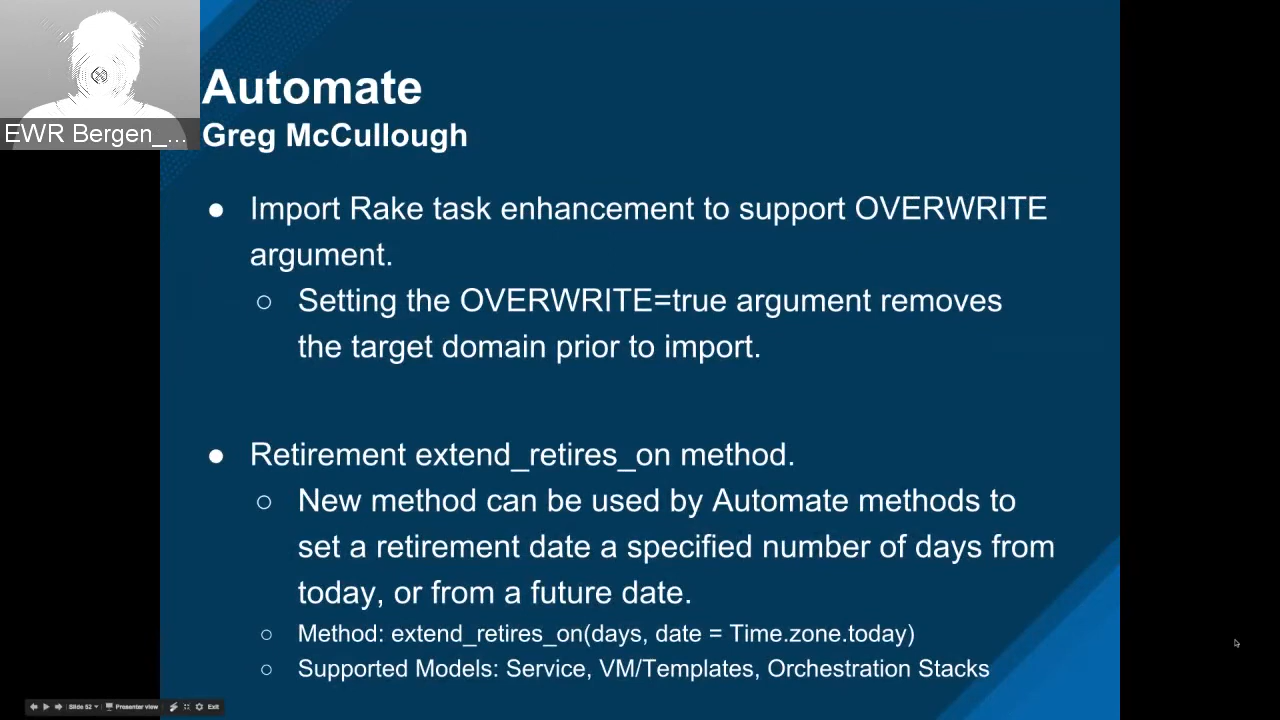 Automate
EWR Bergen_...
Greg McCullough
● Import Rake task enhancement to support OVERWRITE
argument.
○ Setting the OVERWRITE=true argument removes
the target domain prior to import.
● Retirement extend_retires_on method.
○ New method can be used by Automate methods to
set a retirement date a specified number of days from
today, or from a future date.
○ Method: extend_retires_on(days, date = Time.zone.today)
○ Supported Models: Service, VM/Templates, Orchestration Stacks
Slide 52 Presenter view Exit